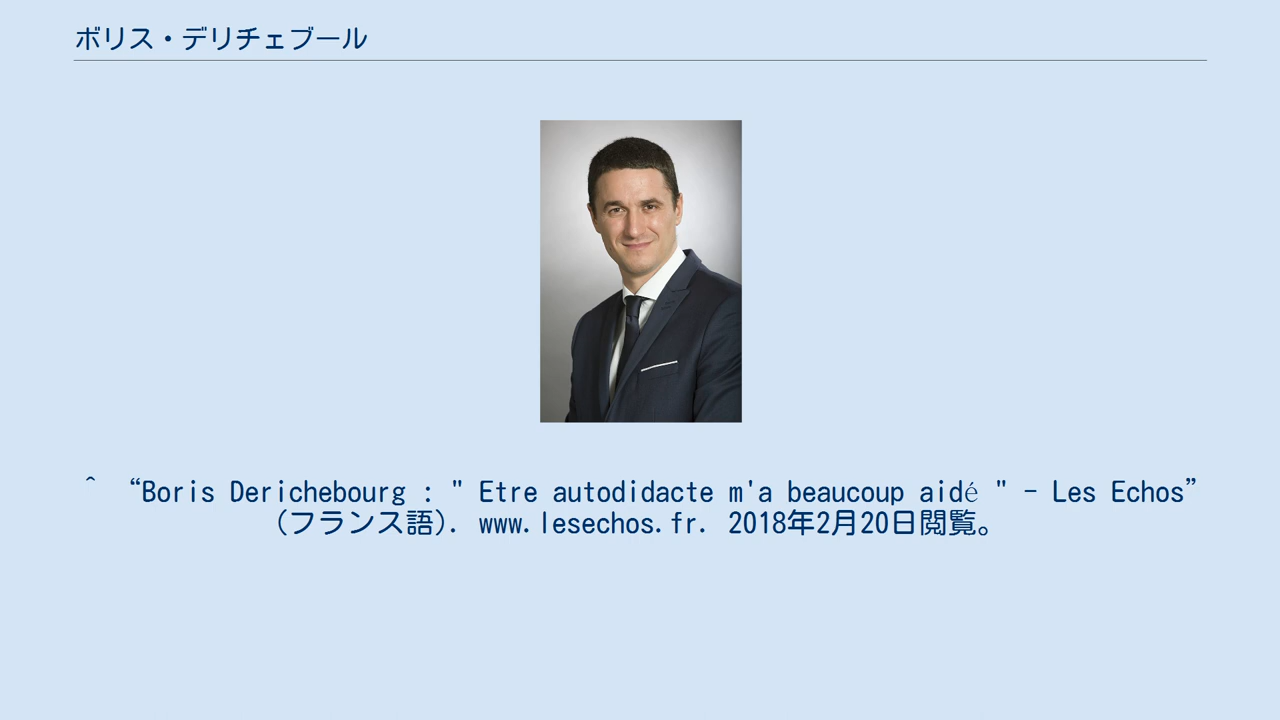 ボリス・デリチェブール
^ “Boris Derichebourg : " Etre autodidacte m'a beaucoup aidé " - Les Echos”
(フランス語). www.lesechos.fr. 2018年2月20日閲覧。